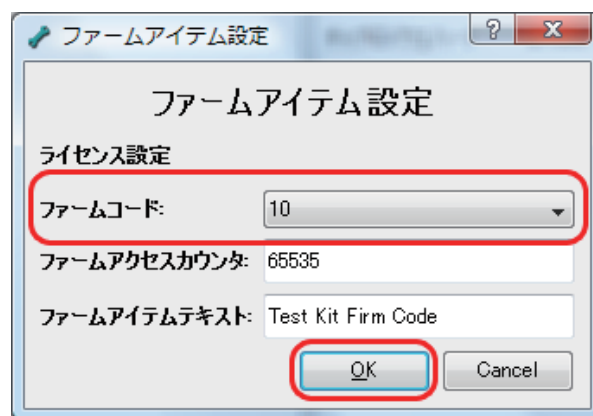 ファームアイテム設定
?
ファームアイテム設定
ライセンス設定
ファームコード: 10
ファームアクセスカウンタ: 65535
ファームアイテムテキスト: Test Kit Firm Code
OK Cancel